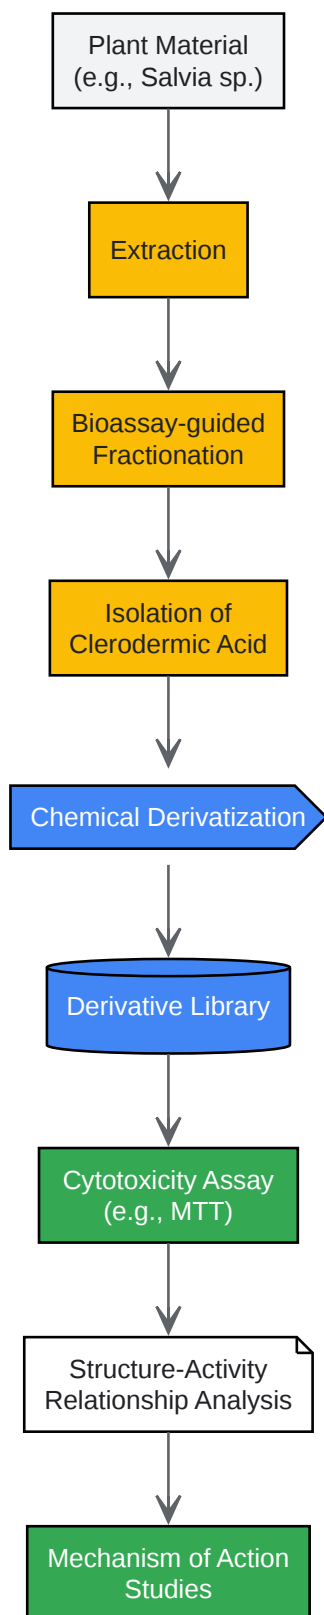 Plant Material
(e.g., Salvia sp.)
Extraction
Bioassay-guided
Fractionation
Isolation of
Clerodermic Acid
Chemical Derivatization
Derivative Library
Cytotoxicity Assay
(e.g., MTT)
Structure-Activity
Relationship Analysis
Mechanism of Action
Studies